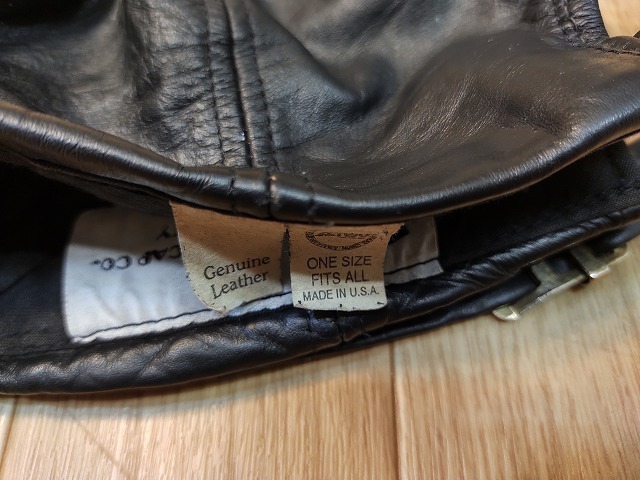 CAP CO.
Genuine
Leather
ONE SIZE
FITS ALL
MADE IN U.S.A.